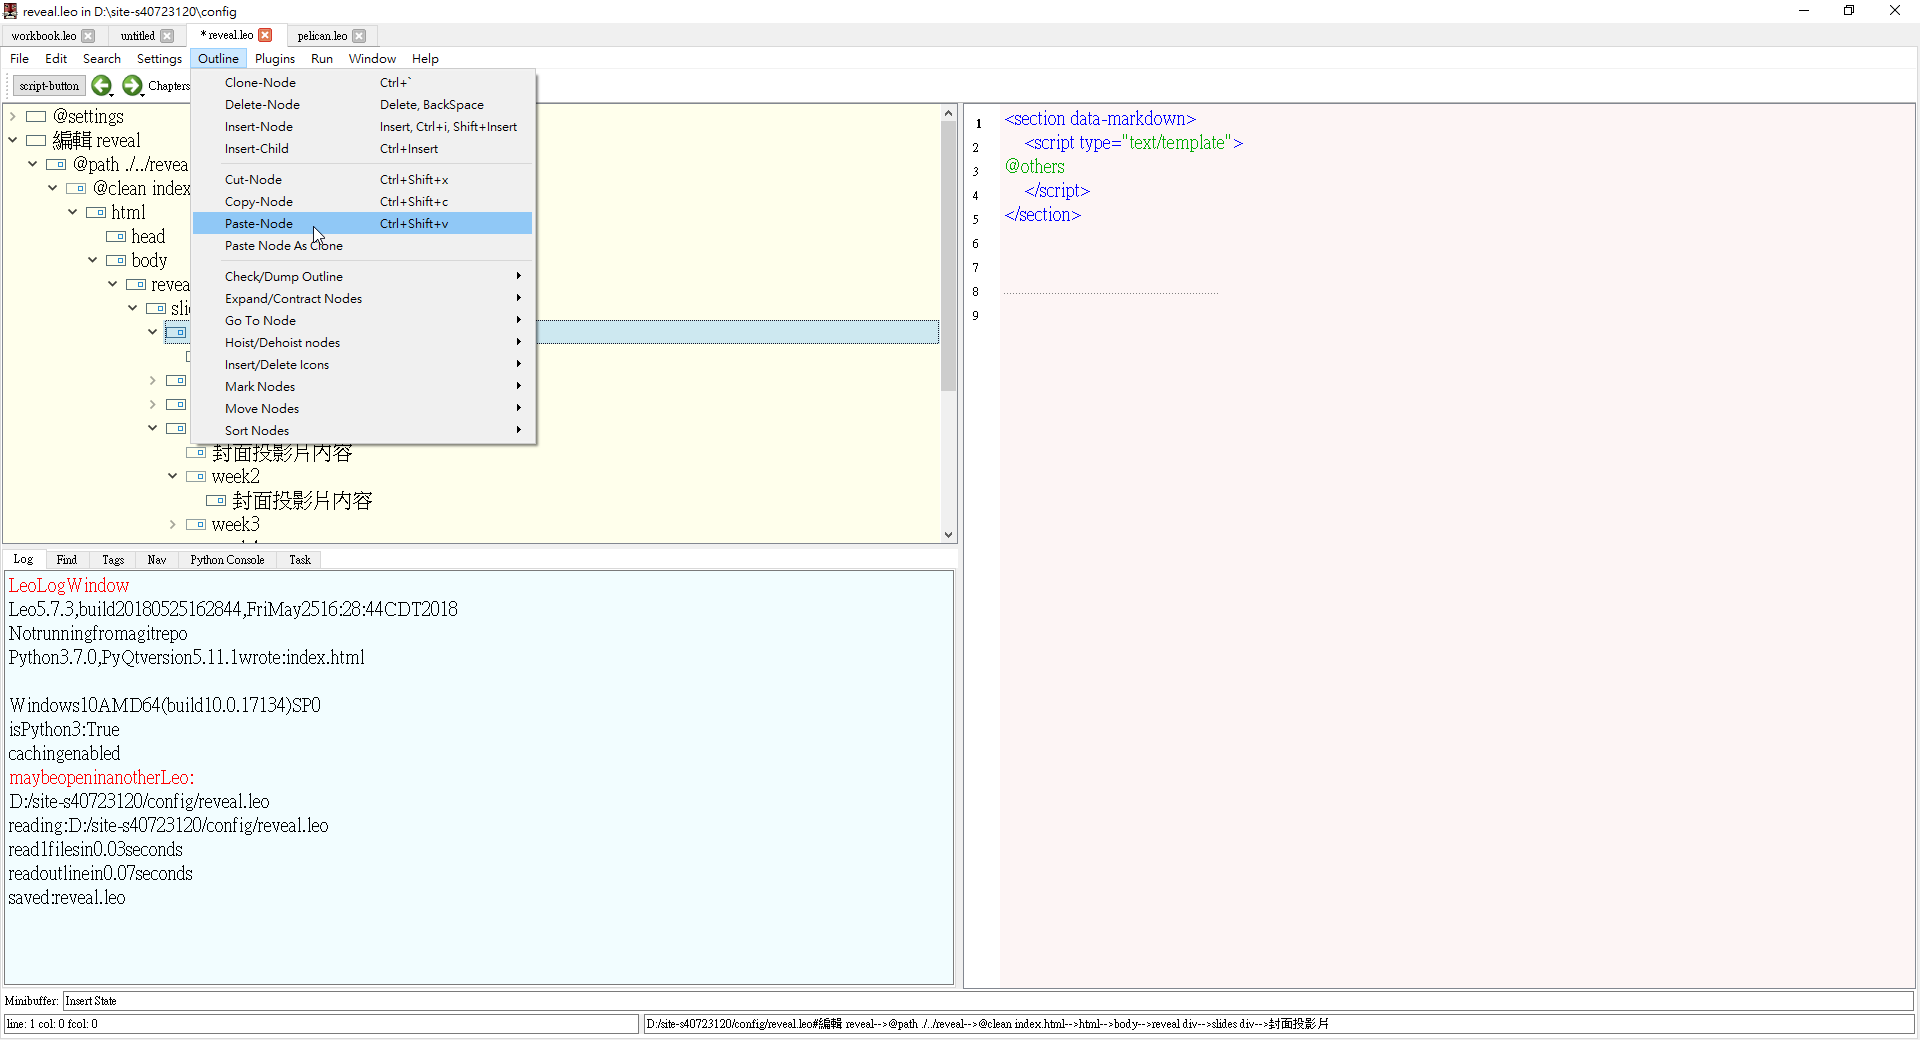 reveal.leo in D:\site-s40723120\config
workbook.leo
untitled
* reveal.leo
pelican.leo
File Edit Search Settings Outline Plugins Run Window Help
script-button
Chapters
Clone-Node Ctrl+`
Delete-Node Delete, BackSpace
Insert-Node Insert, Ctrl+i, Shift+Insert
Insert-Child Ctrl+Insert
Cut-Node Ctrl+Shift+x
Copy-Node Ctrl+Shift+c
Paste-Node Ctrl+Shift+v
Paste Node As Clone
Check/Dump Outline
Expand/Contract Nodes
Go To Node
Hoist/Dehoist nodes
Insert/Delete Icons
Mark Nodes
Move Nodes
Sort Nodes
@settings
編輯 reveal
@path ./../revea
@clean index
html
head
body
revea
slid
封面投影片內容
week2
封面投影片內容
week3
1 <section data-markdown>
2 <script type="text/template">
3 @others
4 </script>
5 </section>
6
7
8
9
Log Find Tags Nav Python Console Task
LeoLogWindow
Leo5.7.3,build20180525162844,FriMay2516:28:44CDT2018
Notrunningfromagitrepo
Python3.7.0,PyQtversion5.11.1wrote:index.html
Windows10AMD64(build10.0.17134)SP0
isPython3:True
cachingenabled
maybeopeninanotherLeo:
D:/site-s40723120/config/reveal.leo
reading:D:/site-s40723120/config/reveal.leo
read1filesin0.03seconds
readoutlinein0.07seconds
saved:reveal.leo
Minibuffer: Insert State
line: 1 col: 0 fcol: 0
D:/site-s40723120/config/reveal.leo#編輯 reveal-->@path ./../reveal-->@clean index.html-->html-->body-->reveal div-->slides div-->封面投影片